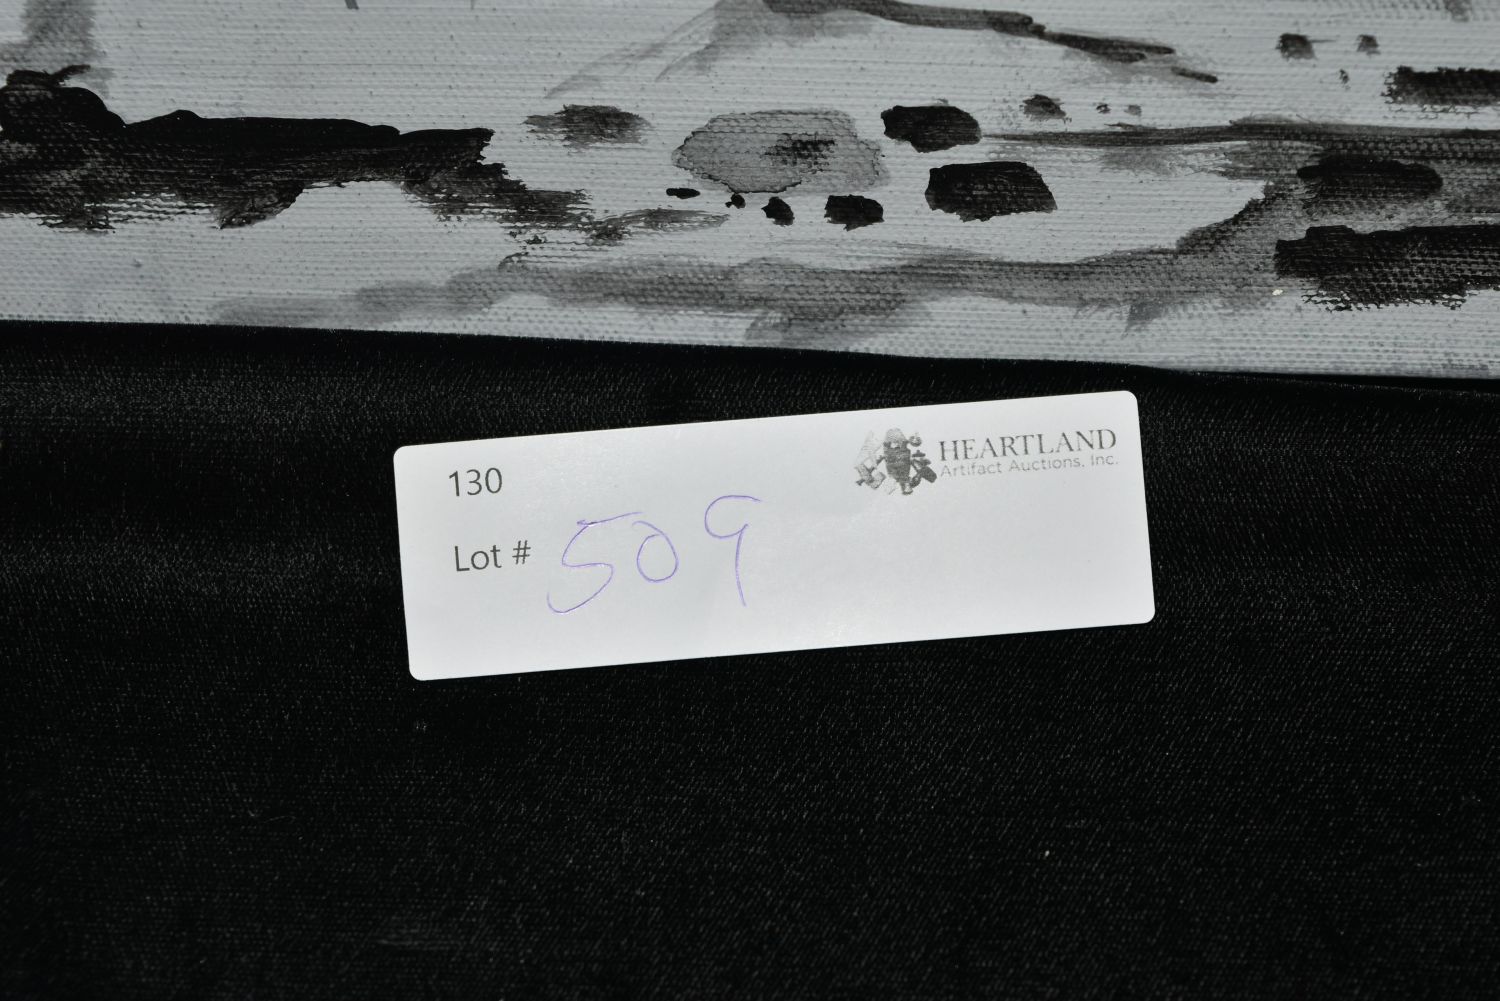 130
HEARTLAND
Artifact Auctions, Inc.
Lot # 509